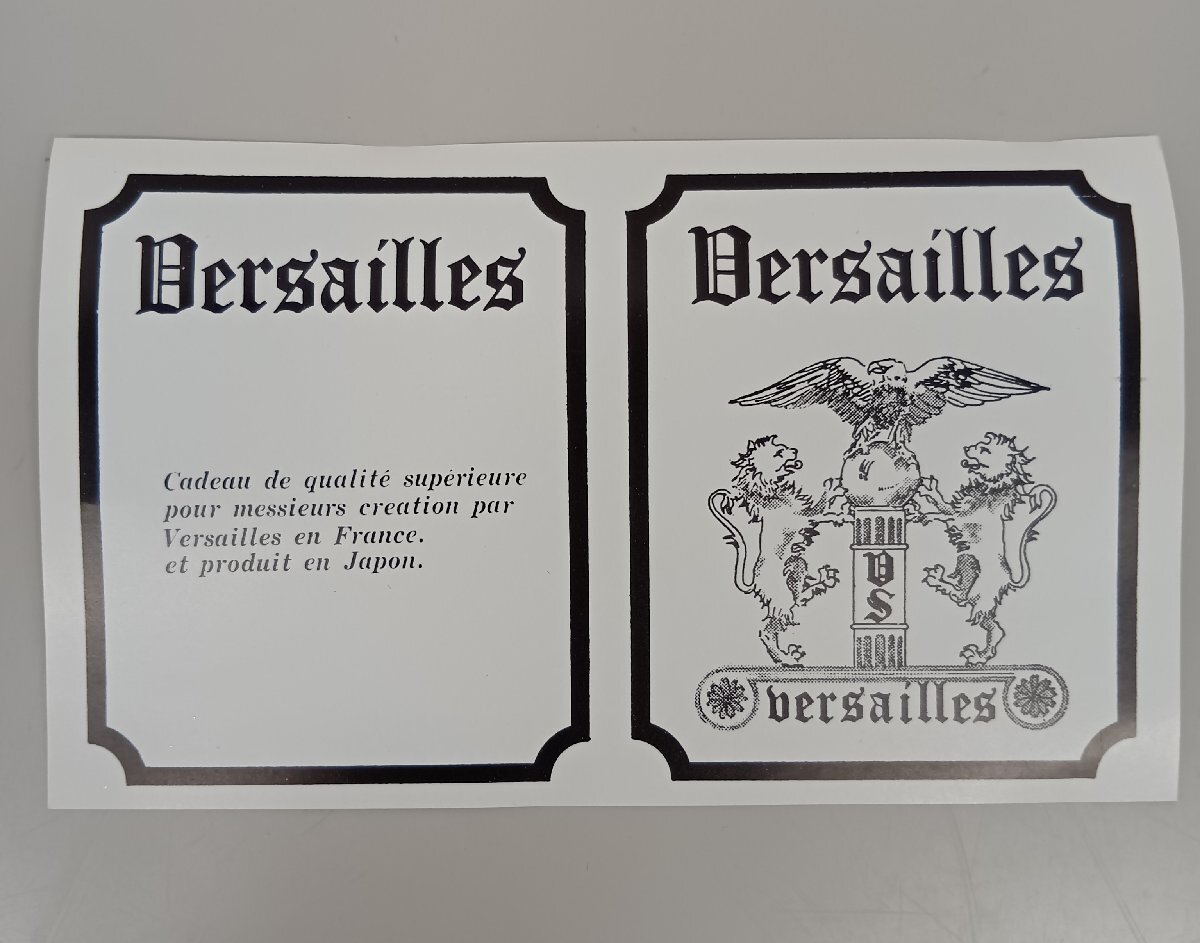 Versailles
Cadeau de qualité supérieure
pour messieurs creation par
Versailles en France.
et produit en Japon.
Versailles
VS
versailles